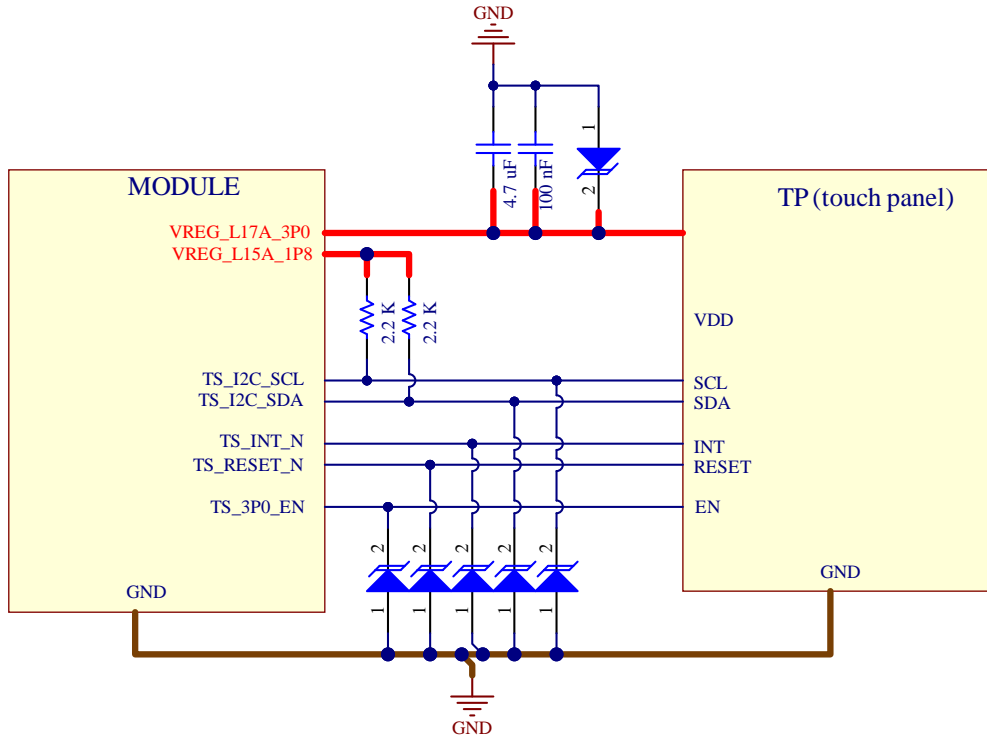 GND
1
4.7 uF
100 nF
2
MODULE
TP (touch panel)
VREG_L17A_3P0
VREG_L15A_1P8
2.2 K
2.2 K
VDD
TS_I2C_SCL
SCL
TS_I2C_SDA
SDA
TS_INT_N
INT
TS_RESET_N
RESET
TS_3P0_EN
EN
2
2
2
2
2
GND
GND
1
1
1
1
1
GND